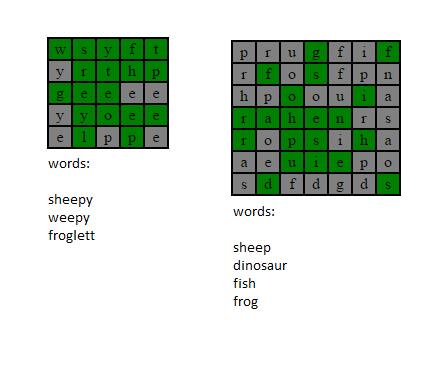 w s y f t
y r t h p
g e e e e
y y o e e
e l p p e
words:
sheepy
weepy
froglett
p r u g f i f
r f o s f p n
h p o o u i a
r a h e n r s
r o p s i h a
a e u i e p o
s d f d g d s
words:
sheep
dinosaur
fish
frog